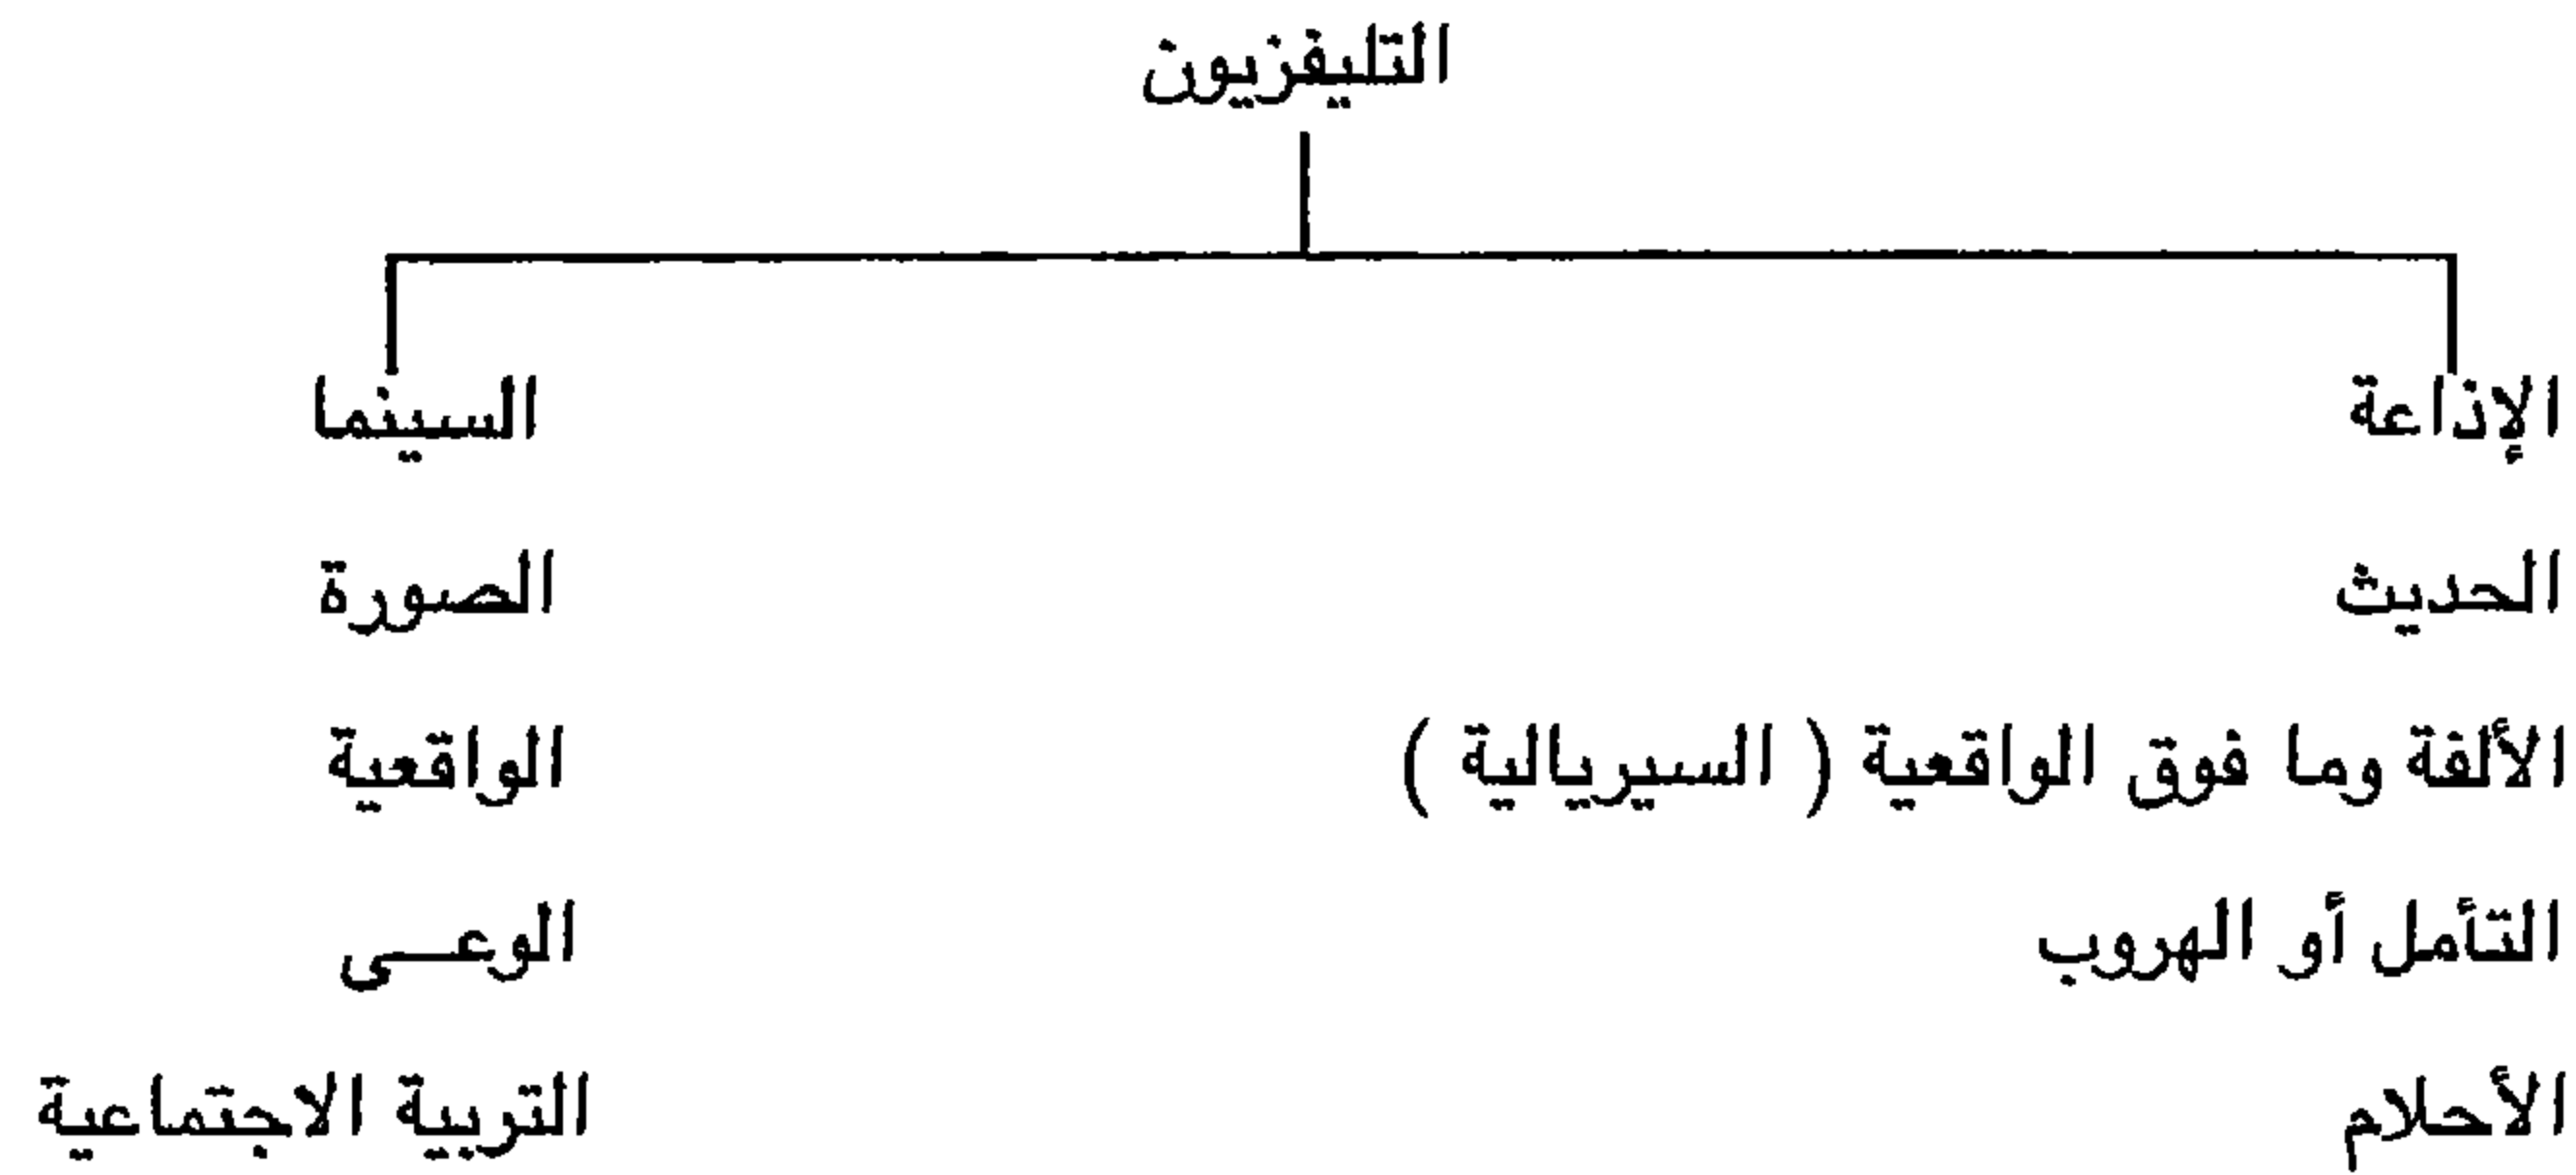 التليفزيون
الإذاعة السينما
الحديث الصورة
الألفة وما فوق الواقعية ( السيريالية ) الواقعية
التأمل أو الهروب الوعــى
الأحلام التربية الاجتماعية